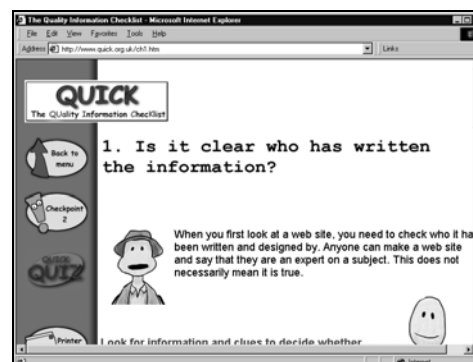 The Quality Information Checklist - Microsoft Internet Explorer
File Edit View Favorites Tools Help
Address http://www.quick.org.uk/ch1.htm Links
QUICK
The QUality Information ChecKlist
Back to
menu
1. Is it clear who has written
the information?
Checkpoint
2
When you first look at a web site, you need to check who it ha
been written and designed by. Anyone can make a web site
and say that they are an expert on a subject. This does not
necessarily mean it is true.
QUICK
QUIZ
Printer
Look for information and clues to decide whether
Internet